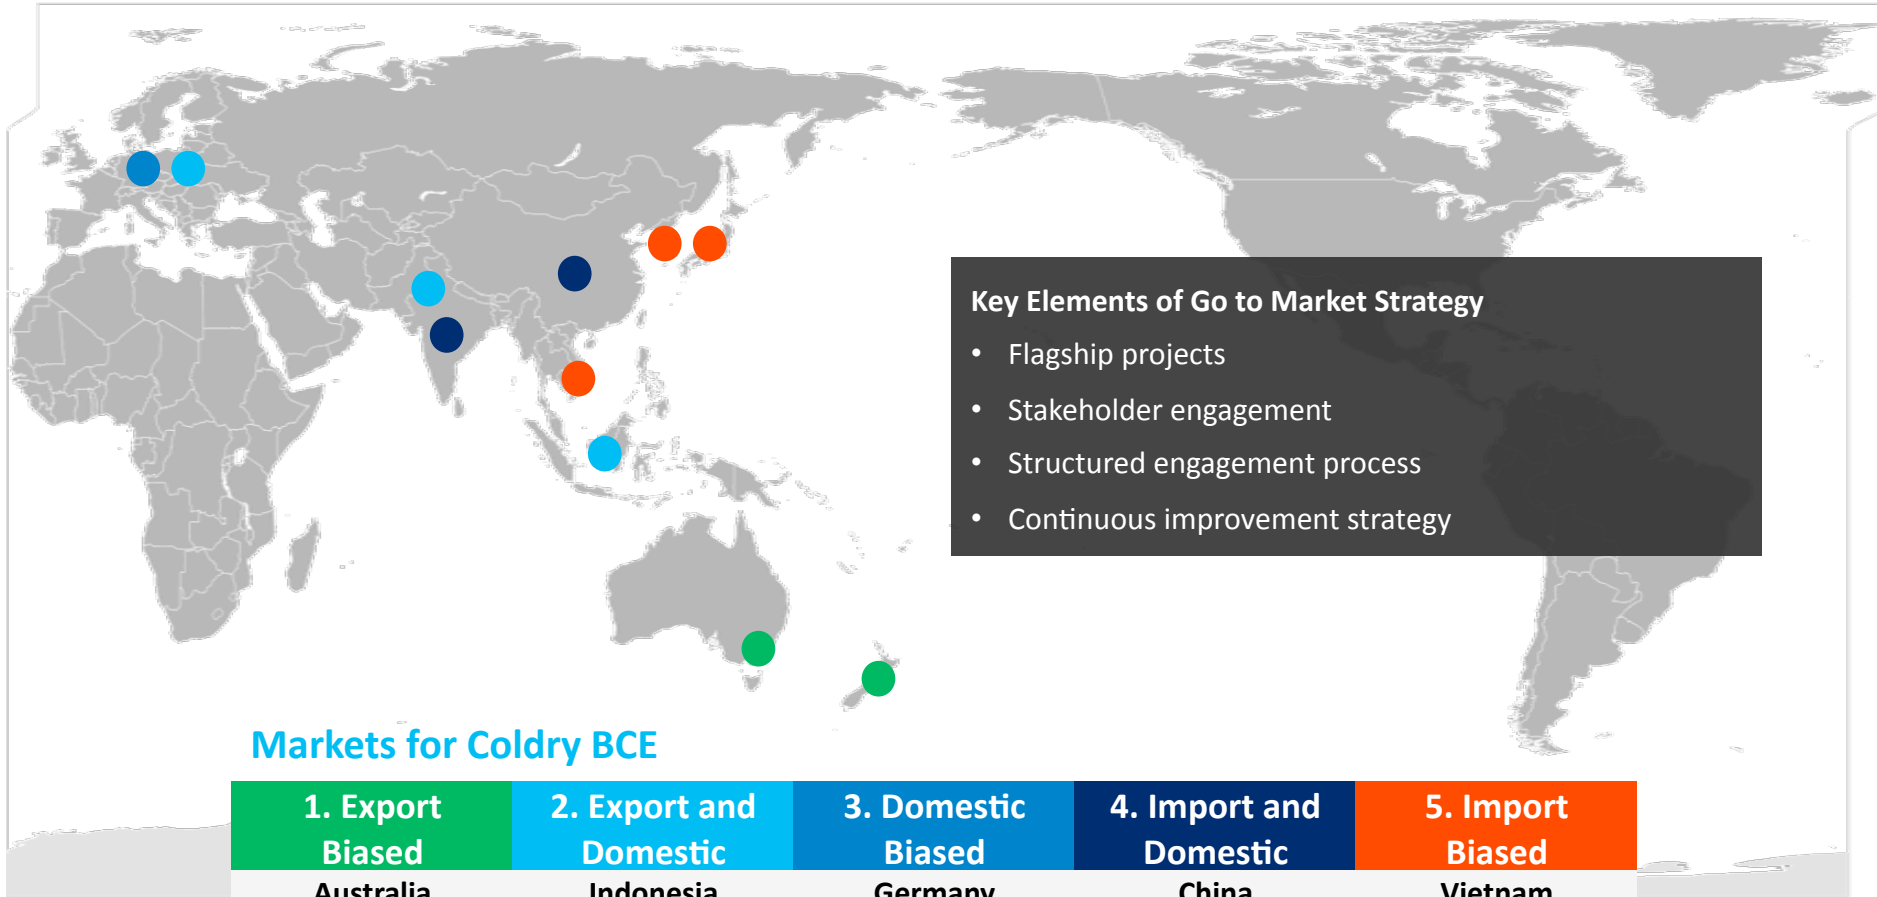 Key Elements of Go to Market Strategy
• Flagship projects
• Stakeholder engagement
• Structured engagement process
• Continuous improvement strategy
Markets for Coldry BCE
1. Export Biased
2. Export and Domestic
3. Domestic Biased
4. Import and Domestic
5. Import Biased
Australia
Indonesia
Germany
China
Vietnam